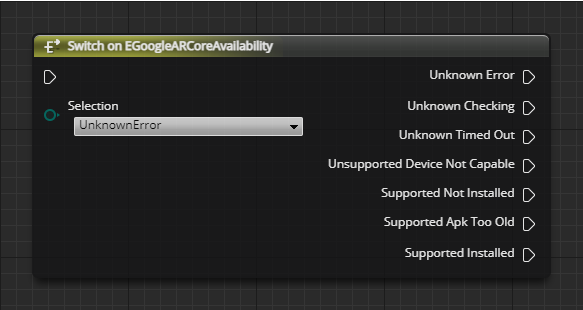 Switch on EGoogleARCoreAvailability
Unknown Error
Selection
UnknownError
Unknown Checking
Unknown Timed Out
Unsupported Device Not Capable
Supported Not Installed
Supported Apk Too Old
Supported Installed